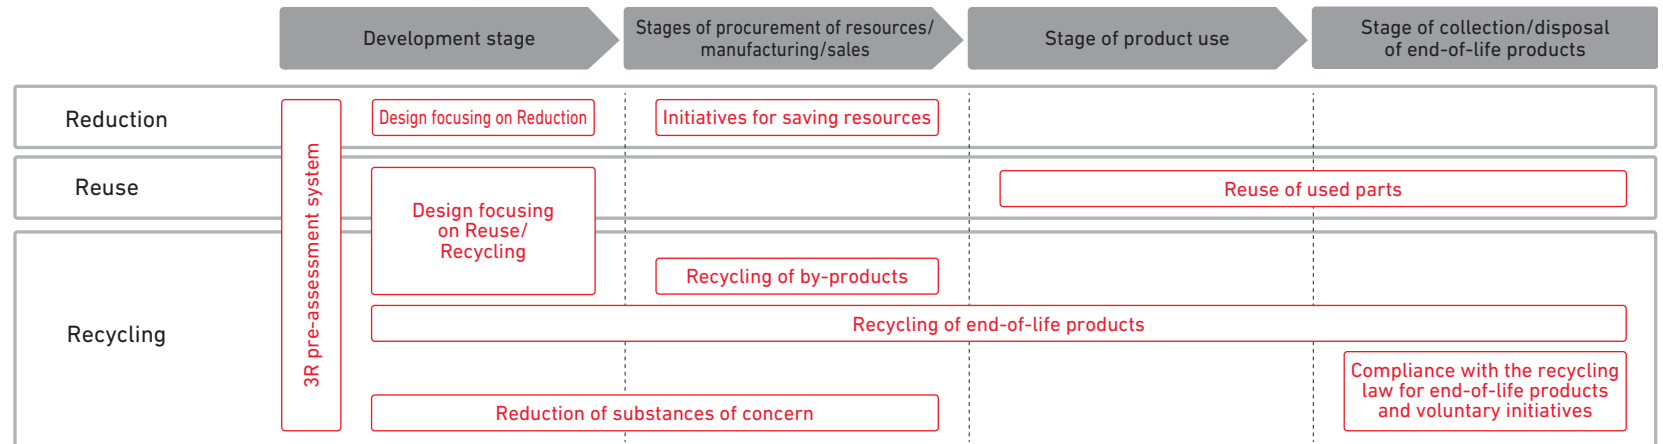 Development stage
Stages of procurement of resources/
manufacturing/sales
Stage of product use
Stage of collection/disposal
of end-of-life products
Reduction
3R pre-assessment system
Design focusing on Reduction
Initiatives for saving resources
Reuse
Design focusing
on Reuse/
Recycling
Reuse of used parts
Recycling
Recycling of by-products
Recycling of end-of-life products
Reduction of substances of concern
Compliance with the recycling
law for end-of-life products
and voluntary initiatives